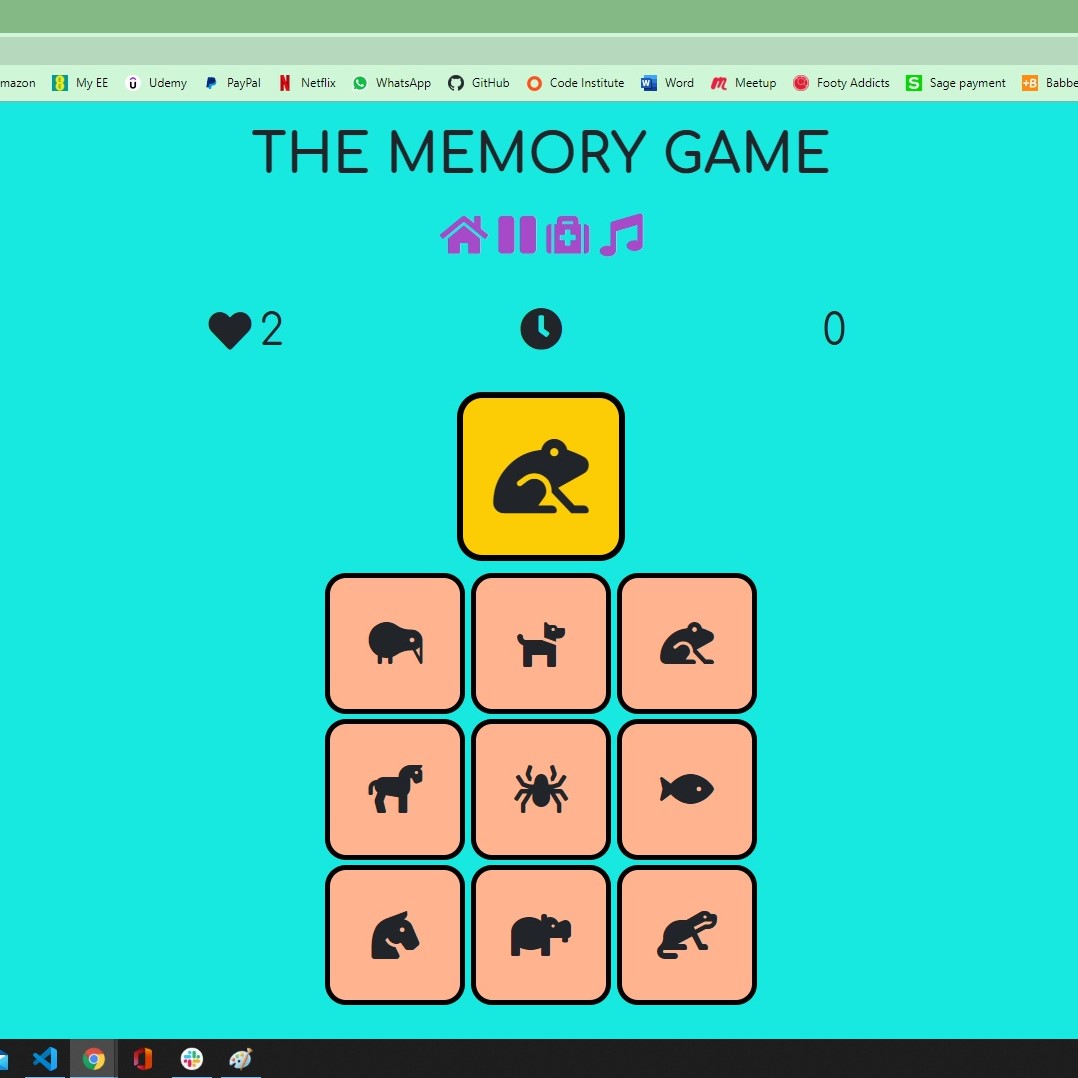 mazon My EE Udemy PayPal Netflix WhatsApp GitHub Code Institute Word Meetup Footy Addicts Sage payment Babbe
THE MEMORY GAME
2 0